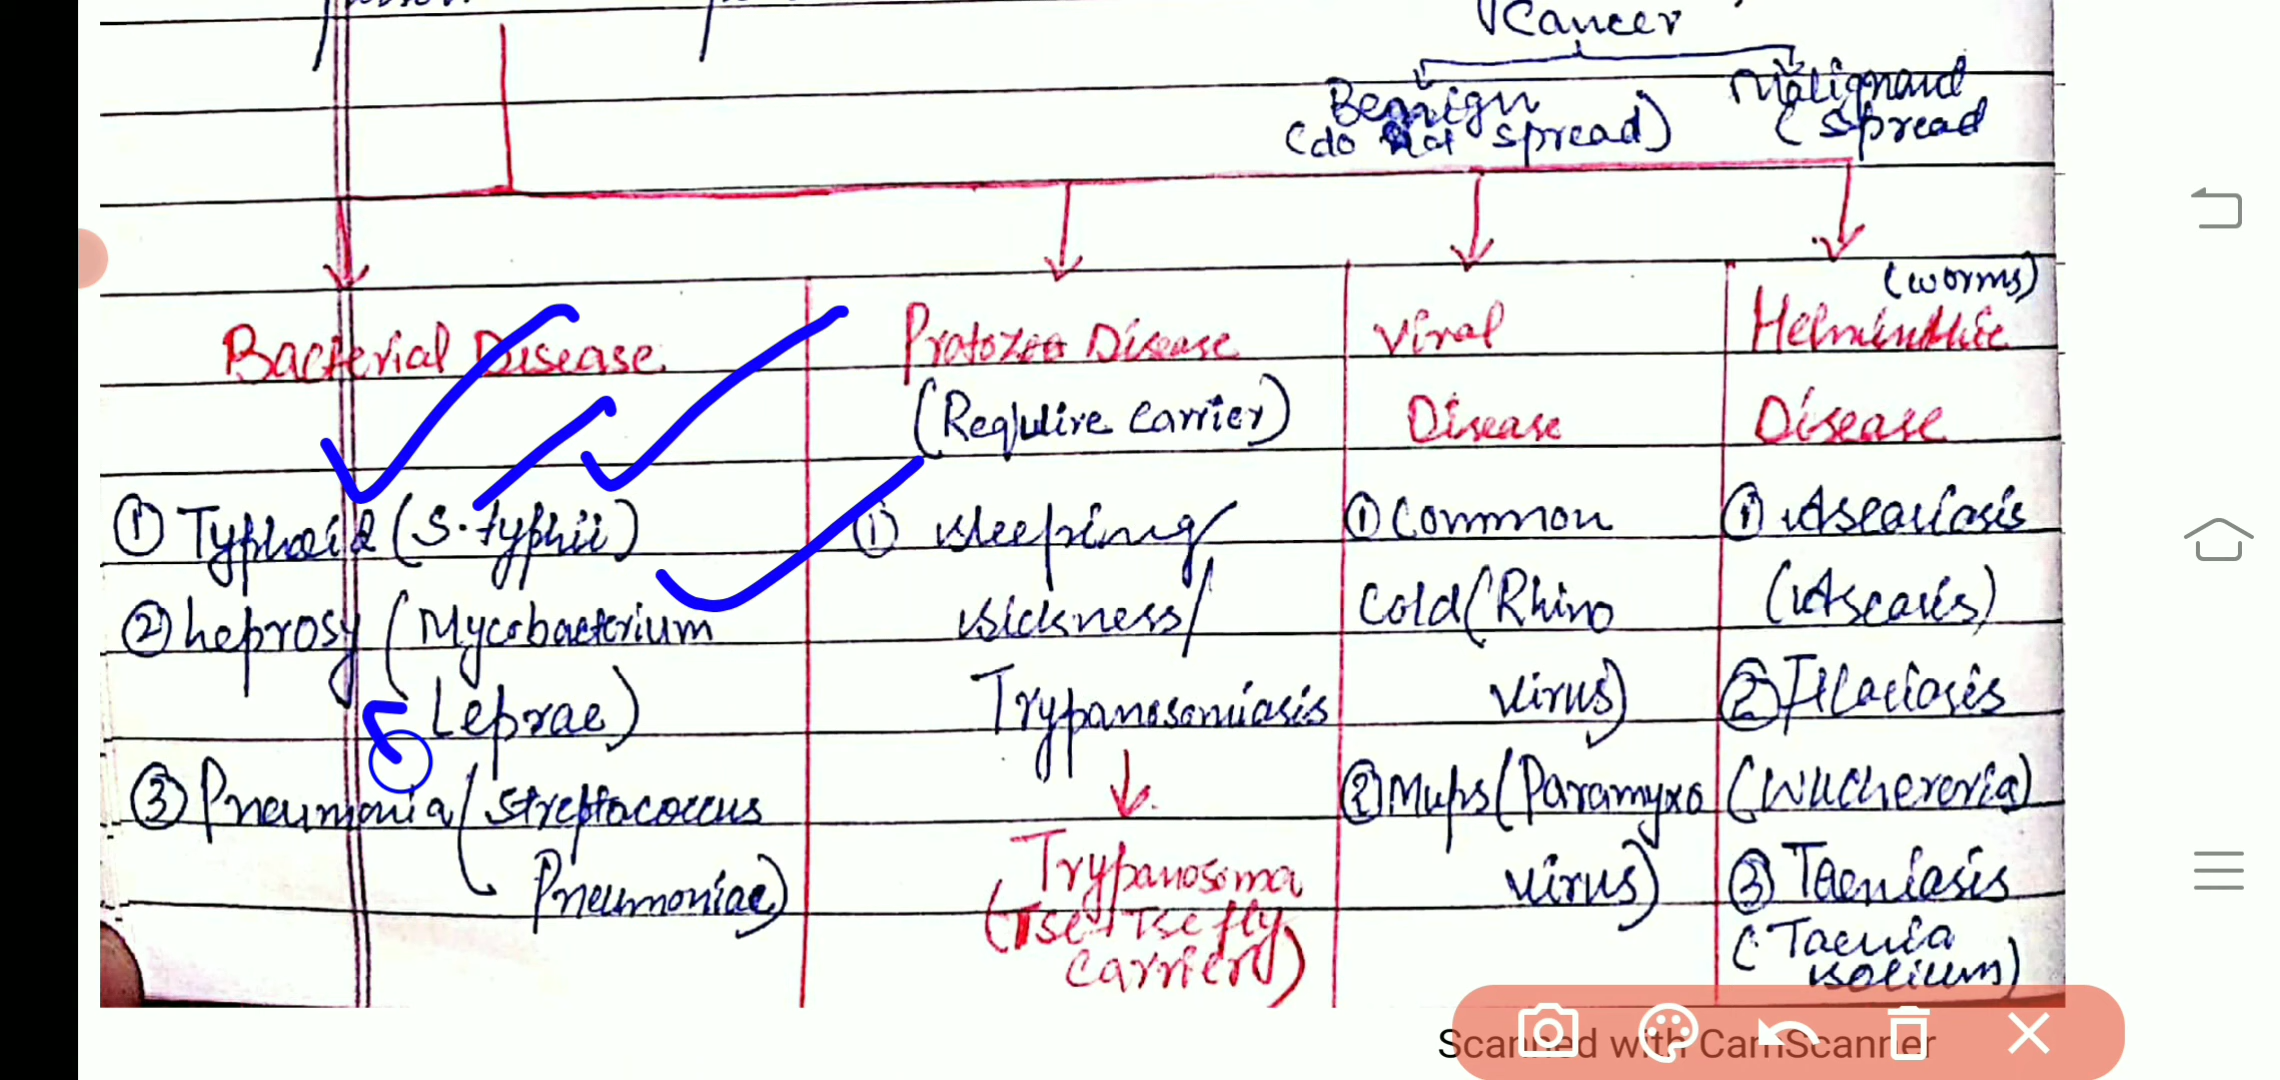 Cancer
Benign
(do not spread)
Malignand
(spread
Bacterial Disease
① Typhoid (S. typhii)
② Leprosy (Mycobacterium
Leprae)
③ Pneumonia (Streptococcus
Pneumoniae)
Protozoa Disease
(Requlire Carrier)
① Sleeping
Sickness/
Trypanosomiasis
Trypanosoma
(Tse Tse fly
carrier)
Viral
Disease
① Common
Cold (Rhino
Virus)
② Mups (Paramyxo
virus)
(worms)
Helminthic
Disease
① Ascariasis
(Ascaris)
② Filariasis
(Wuchereria)
③ Taeniasis
(Taenia
solium)
Scanned with CamScanner